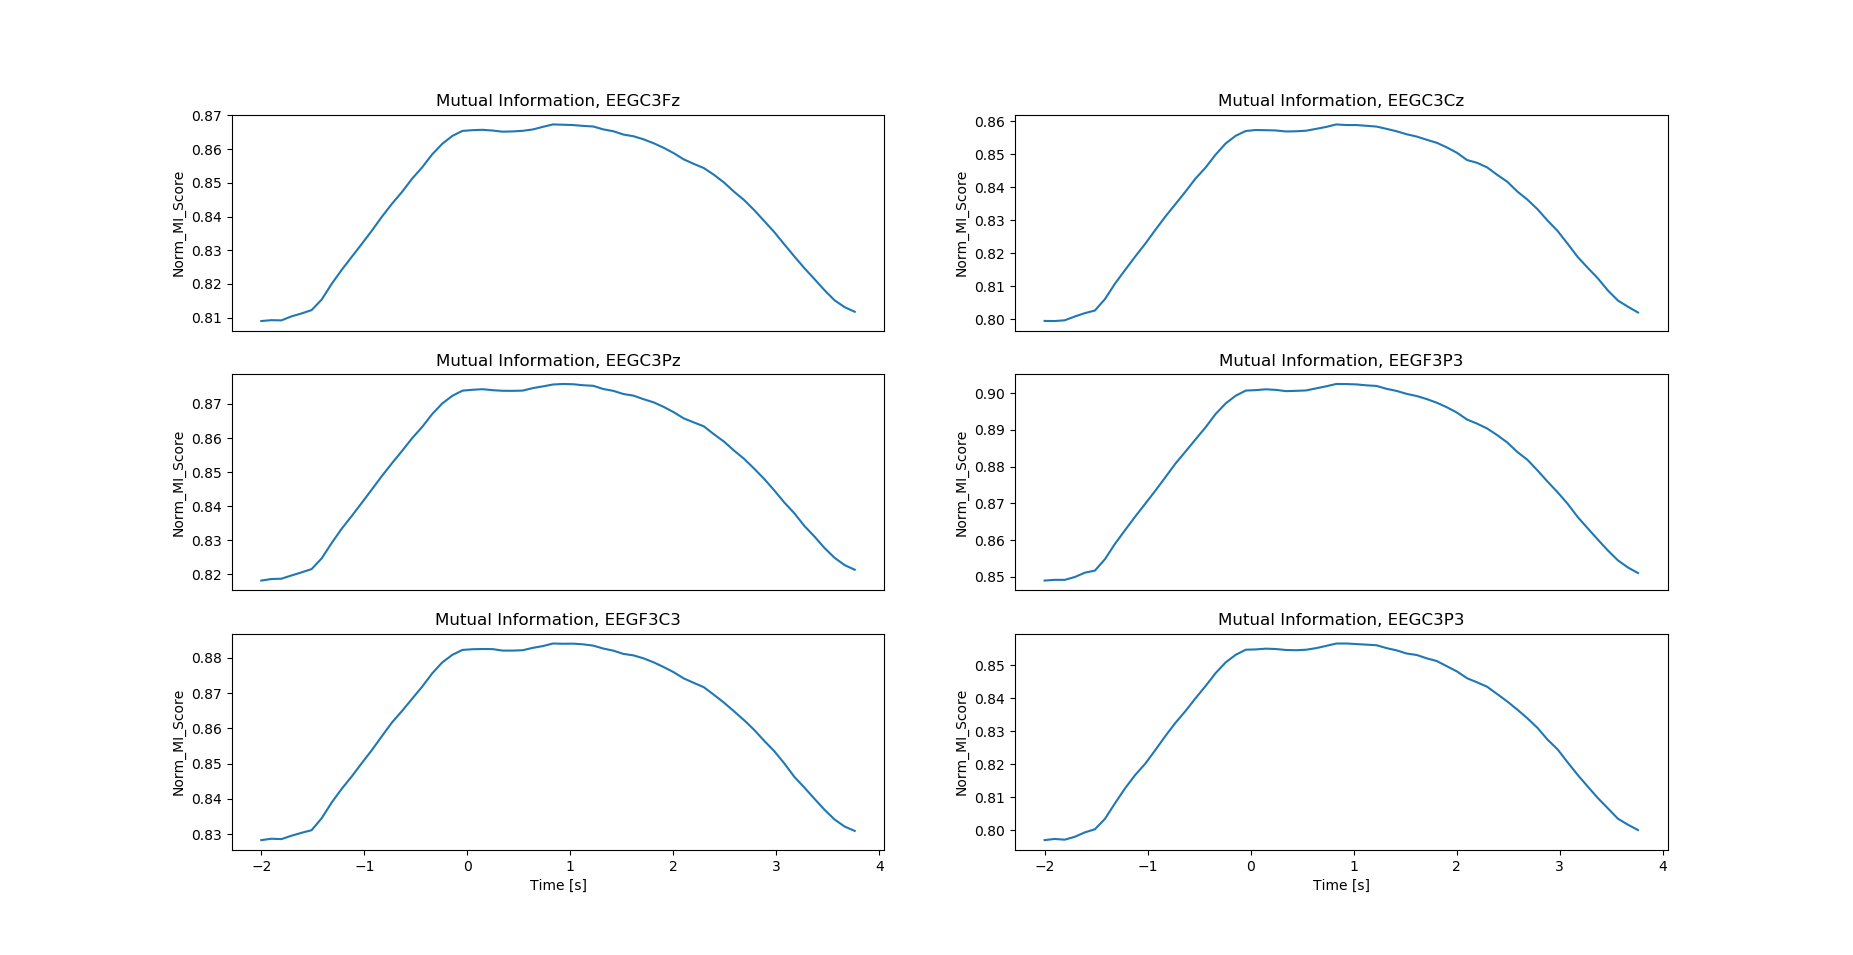 Mutual Information, EEGC3Fz
Norm_MI_Score
0.87
0.86
0.85
0.84
0.83
0.82
0.81
Mutual Information, EEGC3Cz
Norm_MI_Score
0.86
0.85
0.84
0.83
0.82
0.81
0.80
Mutual Information, EEGC3Pz
Norm_MI_Score
0.87
0.86
0.85
0.84
0.83
0.82
Mutual Information, EEGF3P3
Norm_MI_Score
0.90
0.89
0.88
0.87
0.86
0.85
Mutual Information, EEGF3C3
Norm_MI_Score
0.88
0.87
0.86
0.85
0.84
0.83
−2 −1 0 1 2 3 4
Time [s]
Mutual Information, EEGC3P3
Norm_MI_Score
0.85
0.84
0.83
0.82
0.81
0.80
−2 −1 0 1 2 3 4
Time [s]